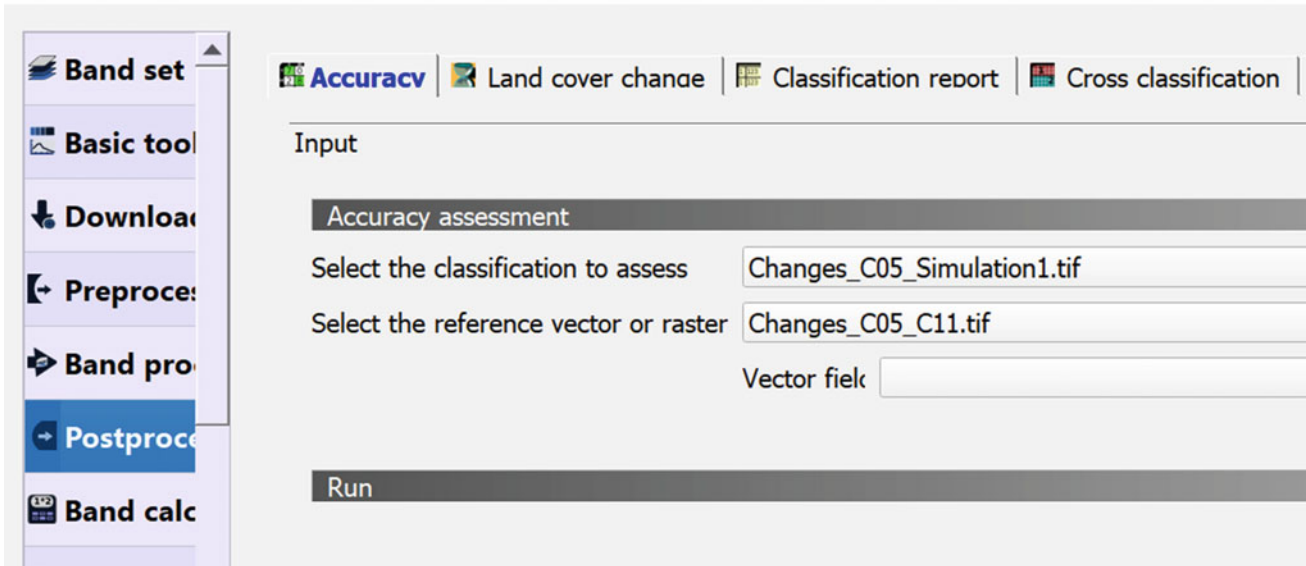 Band set
Basic tool
Downloa
Preproces
Band pro
Postproce
Band calc
Accuracy
Land cover change
Classification report
Cross classification
Input
Accuracy assessment
Select the classification to assess
Changes_C05_Simulation1.tif
Select the reference vector or raster
Changes_C05_C11.tif
Vector fiel
Run